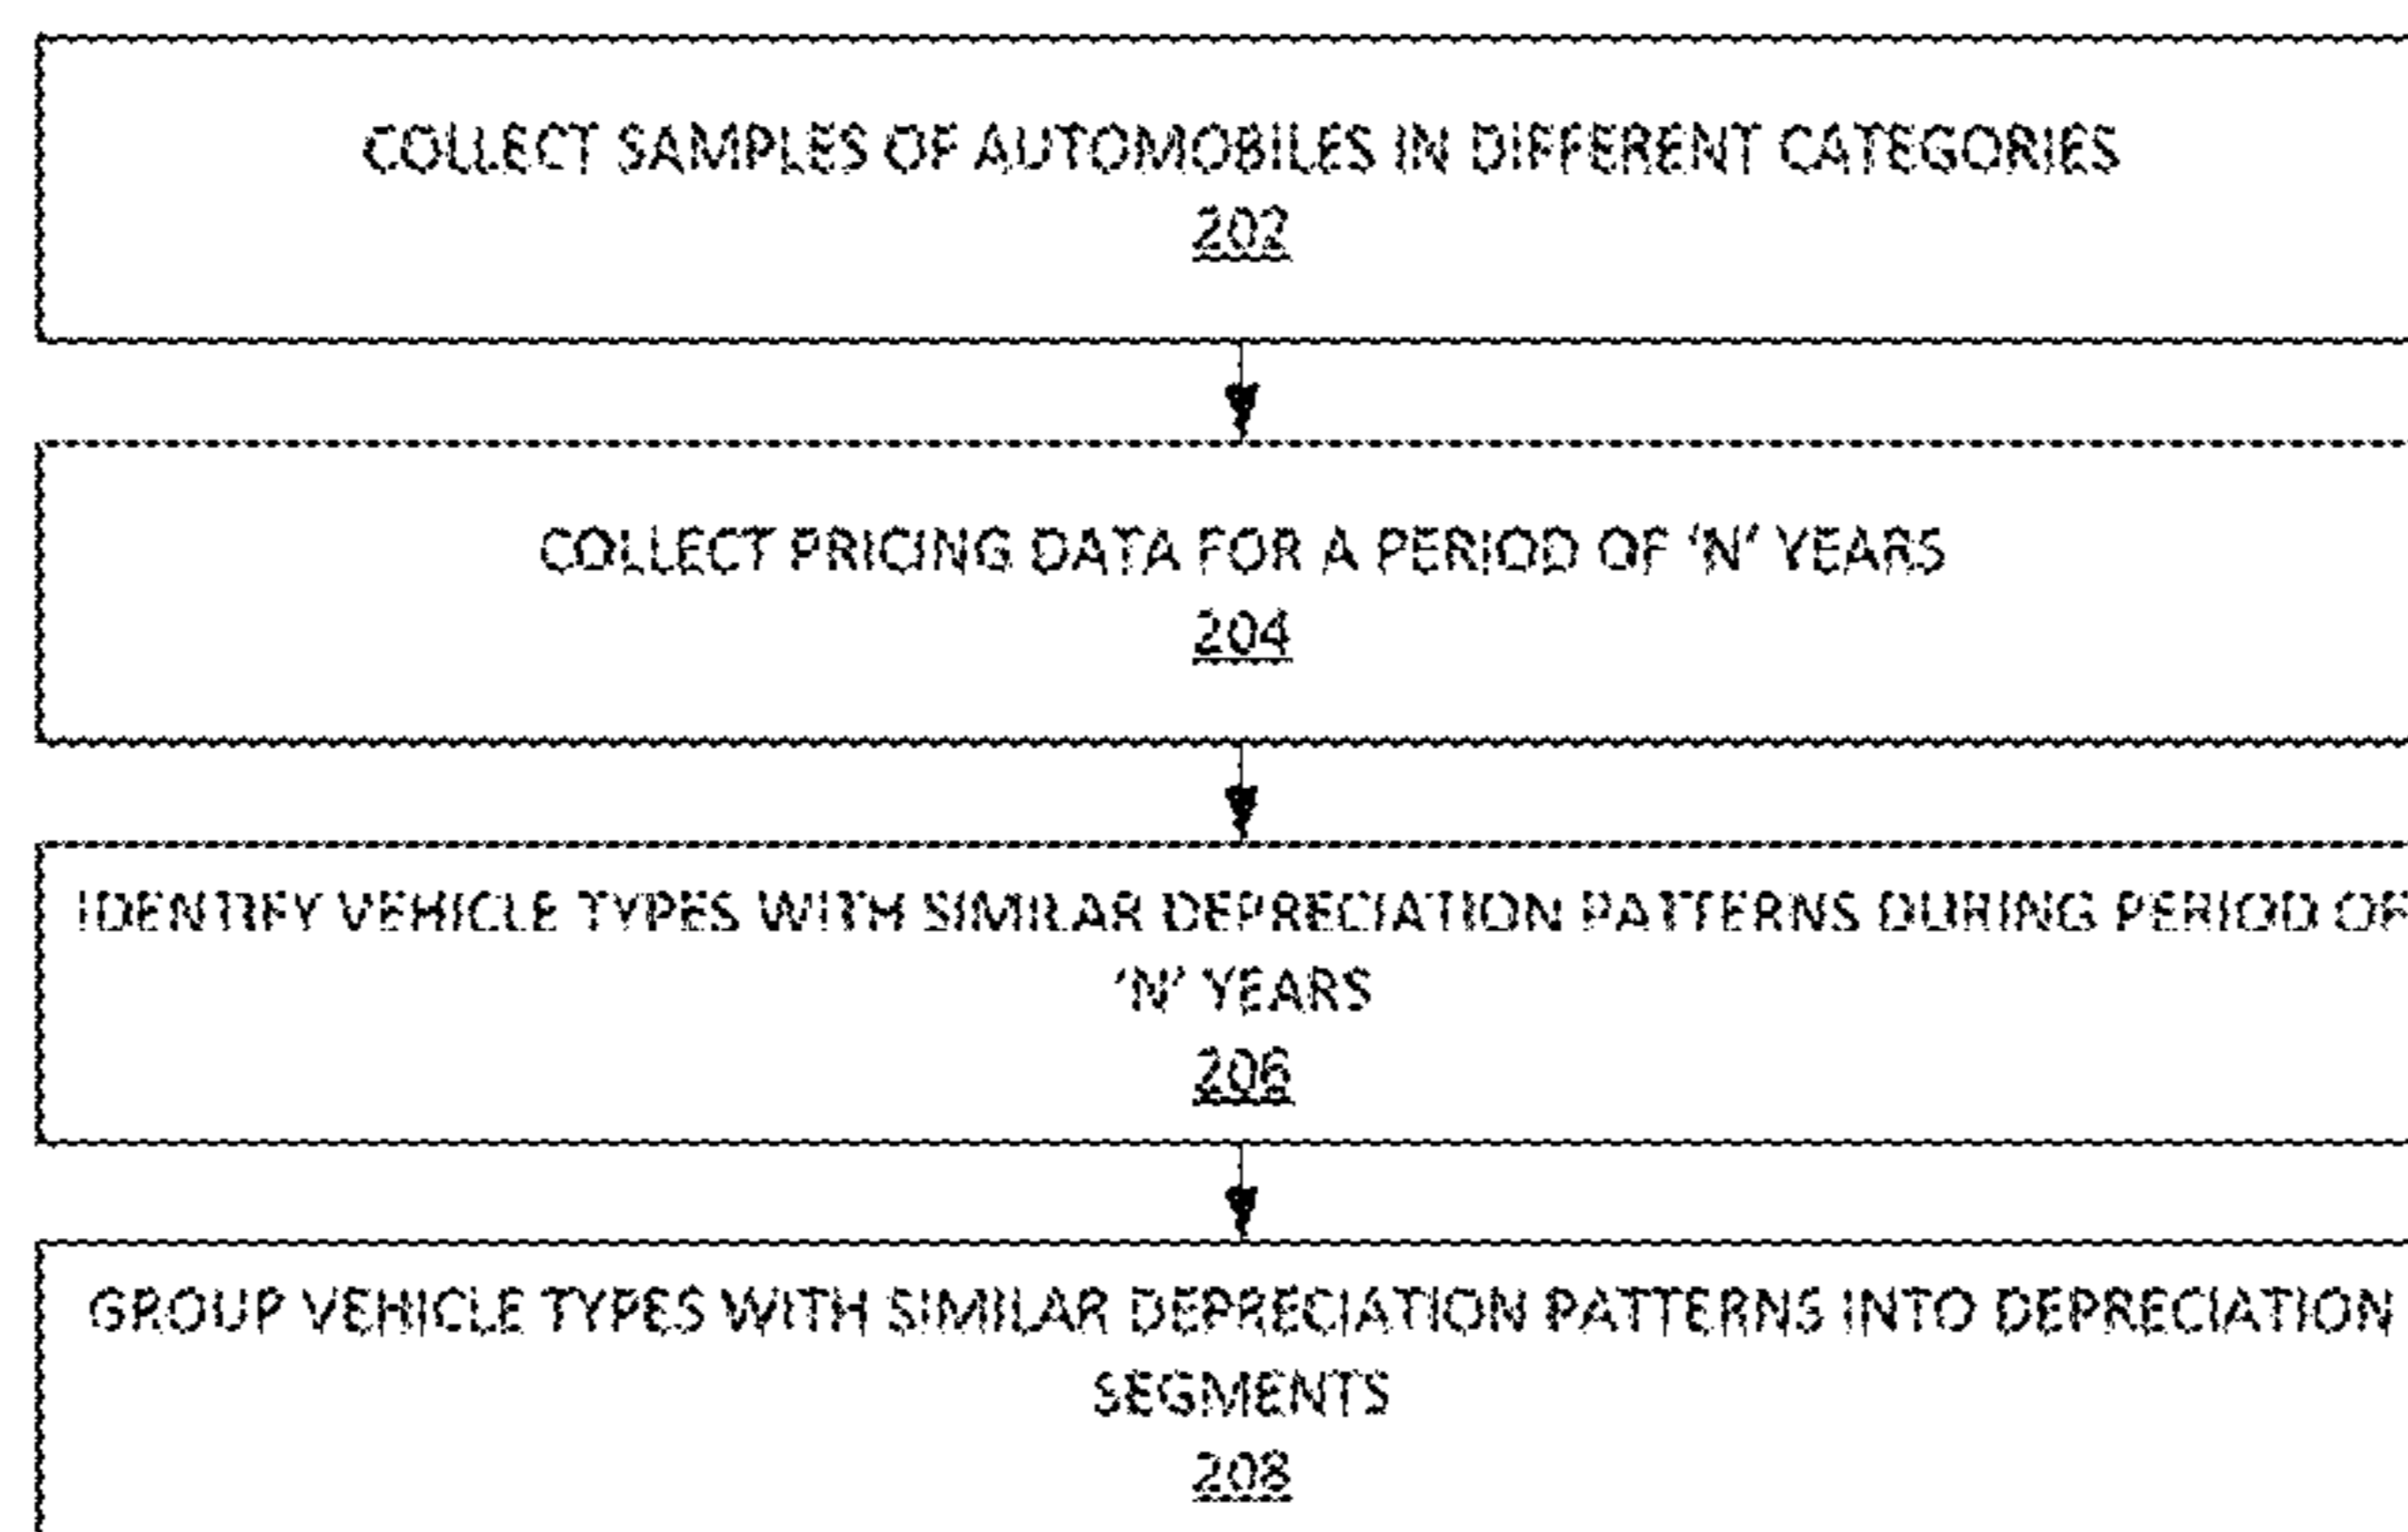 COLLECT SAMPLES OF AUTOMOBILES IN DIFFERENT CATEGORIES
202
COLLECT PRICING DATA FOR A PERIOD OF ‘N’ YEARS
204
IDENTIFY VEHICLE TYPES WITH SIMILAR DEPRECIATION PATTERNS DURING PERIOD OF
‘N’ YEARS
206
GROUP VEHICLE TYPES WITH SIMILAR DEPRECIATION PATTERNS INTO DEPRECIATION
SEGMENTS
208